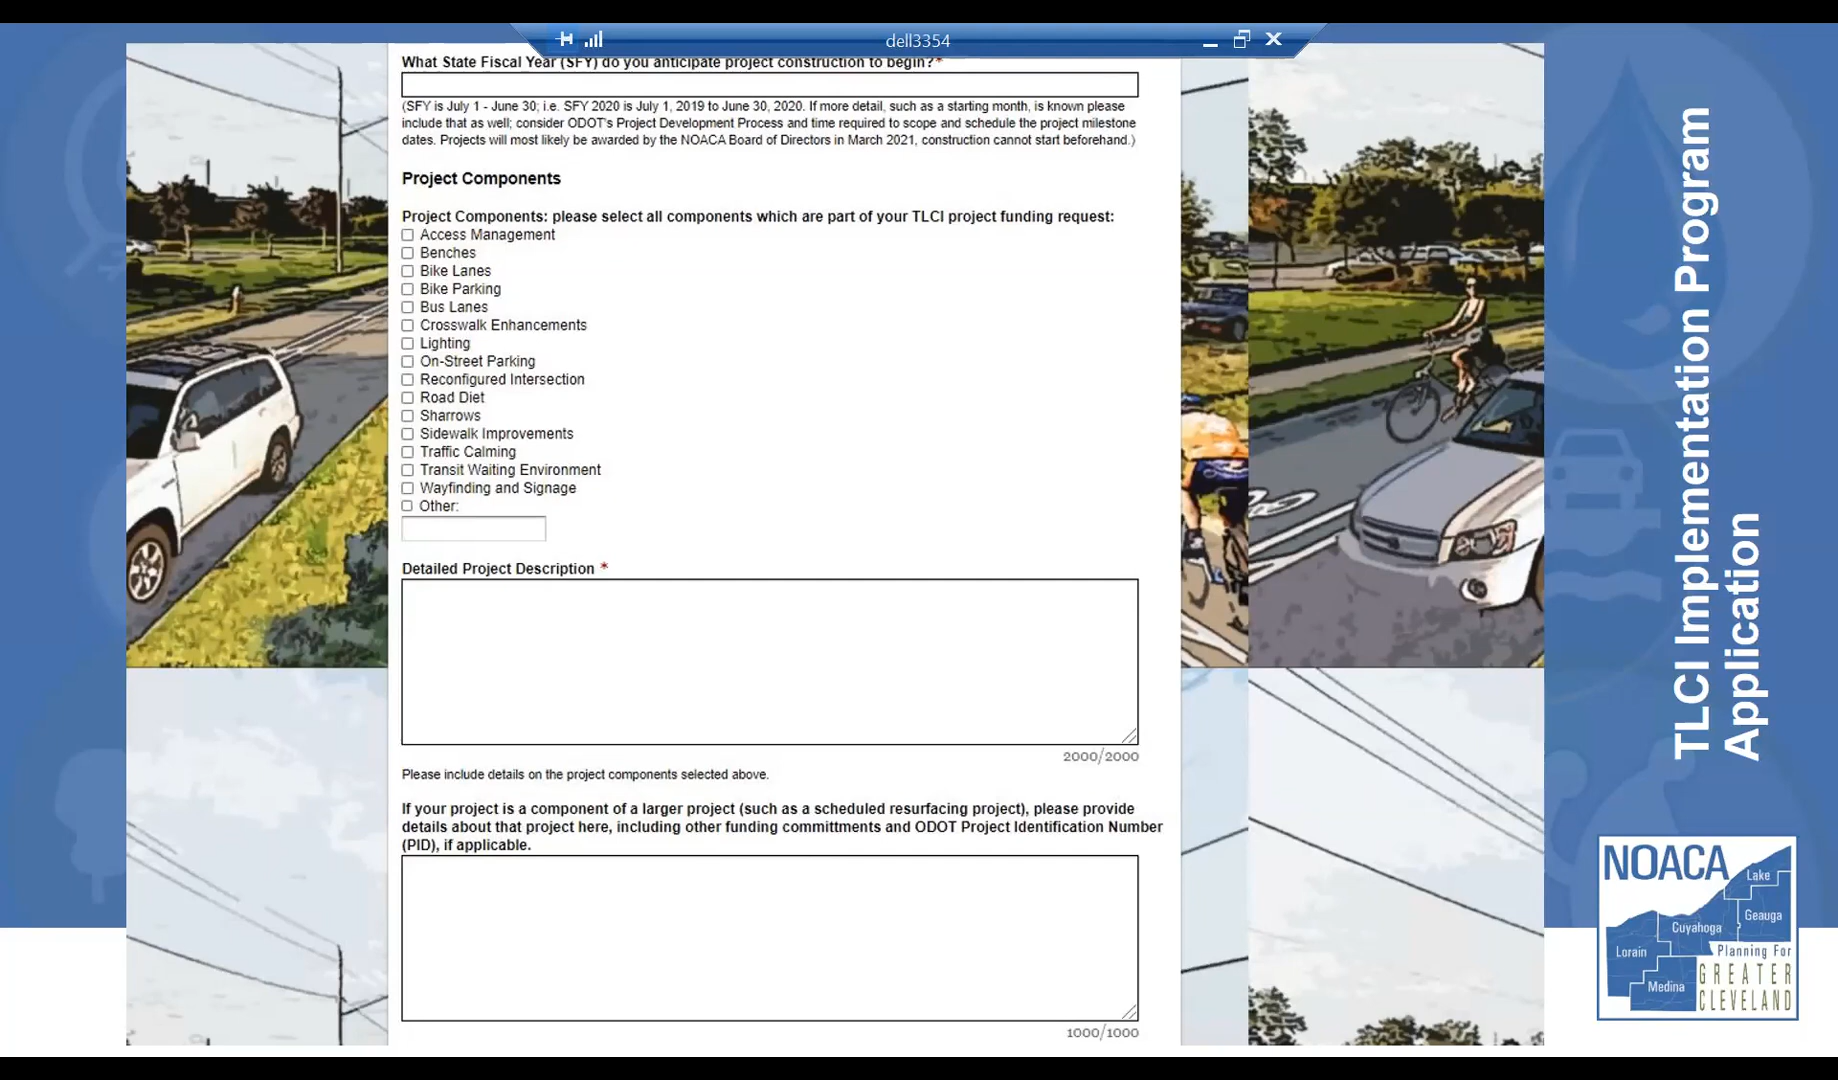 dell3354
What State Fiscal Year (SFY) do you anticipate project construction to begin?*
(SFY is July 1 - June 30; i.e. SFY 2020 is July 1, 2019 to June 30, 2020. If more detail, such as a starting month, is known please
include that as well; consider ODOT's Project Development Process and time required to scope and schedule the project milestone
dates. Projects will most likely be awarded by the NOACA Board of Directors in March 2021, construction cannot start beforehand.)
Project Components
Project Components: please select all components which are part of your TLCI project funding request:
Access Management
Benches
Bike Lanes
Bike Parking
Bus Lanes
Crosswalk Enhancements
Lighting
On-Street Parking
Reconfigured Intersection
Road Diet
Sharrows
Sidewalk Improvements
Traffic Calming
Transit Waiting Environment
Wayfinding and Signage
Other:
Detailed Project Description *
2000/2000
Please include details on the project components selected above.
If your project is a component of a larger project (such as a scheduled resurfacing project), please provide
details about that project here, including other funding committments and ODOT Project Identification Number
(PID), if applicable.
1000/1000
TLCI Implementation Program
Application
NOACA
Lake
Geauga
Cuyahoga
Lorain
Medina
Planning For
GREATER
CLEVELAND